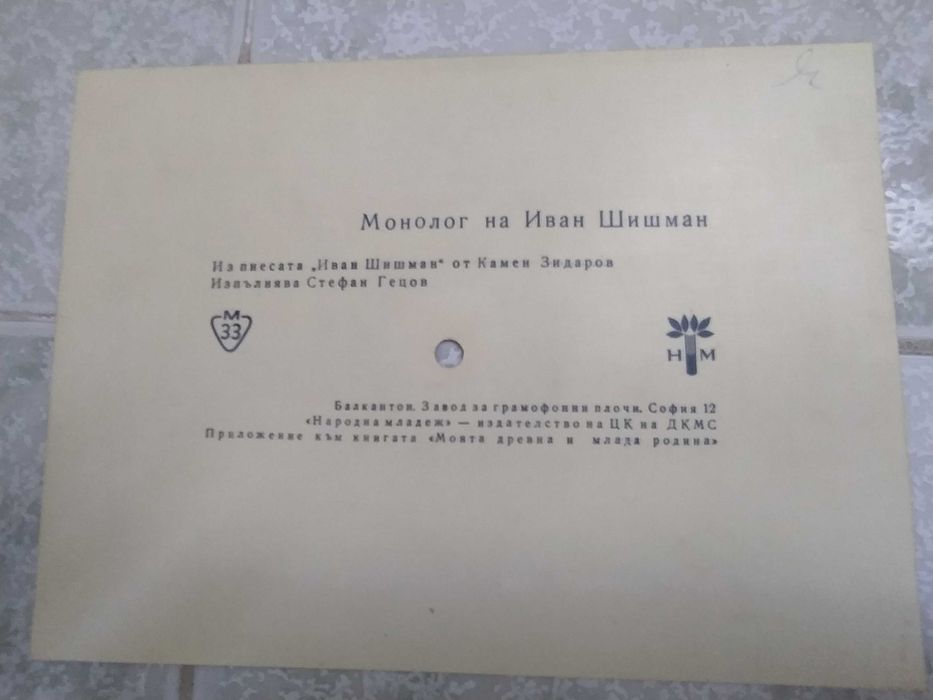 Монолог на Иван Шишман
Из пиесата „Иван Шишман“ от Камен Зидаров
Изпълнява Стефан Гецов
М
33
Н М
Балкантон. Завод за грамофонни плочи. София 12
«Народна младеж» — издателство на ЦК на ДКМС
Приложение към книгата «Моята древна и млада родина»